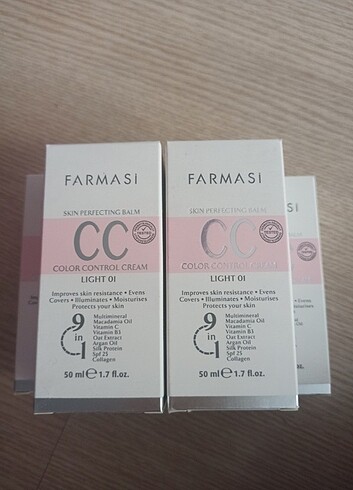 FARMASi
SKIN PERFECTING BALM
CC
TESTED
COLOR CONTROL CREAM
LIGHT 01
Improves skin resistance • Evens
Covers • Illuminates • Moisturises
Protects your skin
9 in 1
Multimineral
Macadamia Oil
Vitamin C
Vitamin B3
Oat Extract
Argan Oil
Silk Protein
Spf 25
Collagen
50 ml ℮ 1.7 fl.oz.
FARMASi
SKIN PERFECTING BALM
CC
TESTED
COLOR CONTROL CREAM
LIGHT 01
Improves skin resistance • Evens
Covers • Illuminates • Moisturises
Protects your skin
9 in 1
Multimineral
Macadamia Oil
Vitamin C
Vitamin B3
Oat Extract
Argan Oil
Silk Protein
Spf 25
Collagen
50 ml ℮ 1.7 fl.oz.